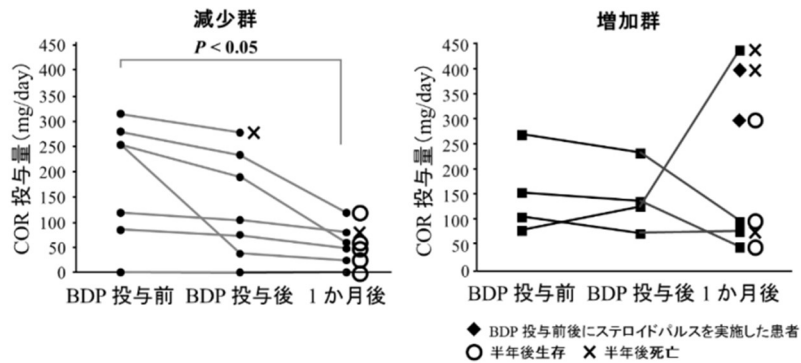 減少群
P < 0.05
COR 投与量 (mg/day)
450
400
350
300
250
200
150
100
50
0
BDP 投与前 BDP 投与後 1 か月後
増加群
COR 投与量 (mg/day)
450
400
350
300
250
200
150
100
50
0
BDP 投与前 BDP 投与後 1 か月後
◆ BDP 投与前後にステロイドパルスを実施した患者
○ 半年後生存 × 半年後死亡